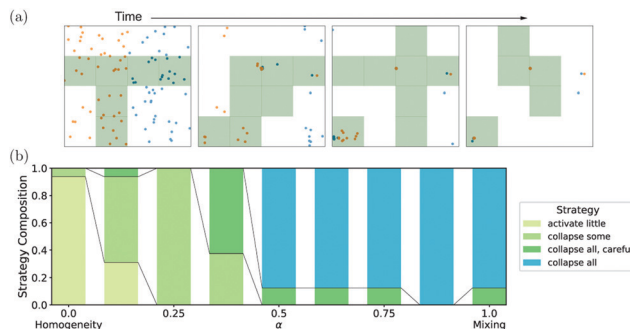 (a)
Time
(b)
Strategy Composition
1.0
0.8
0.6
0.4
0.2
0.0
0.0
0.25
0.5
0.75
1.0
Homogeneity
α
Mixing
Strategy
activate little
collapse some
collapse all, careful
collapse all